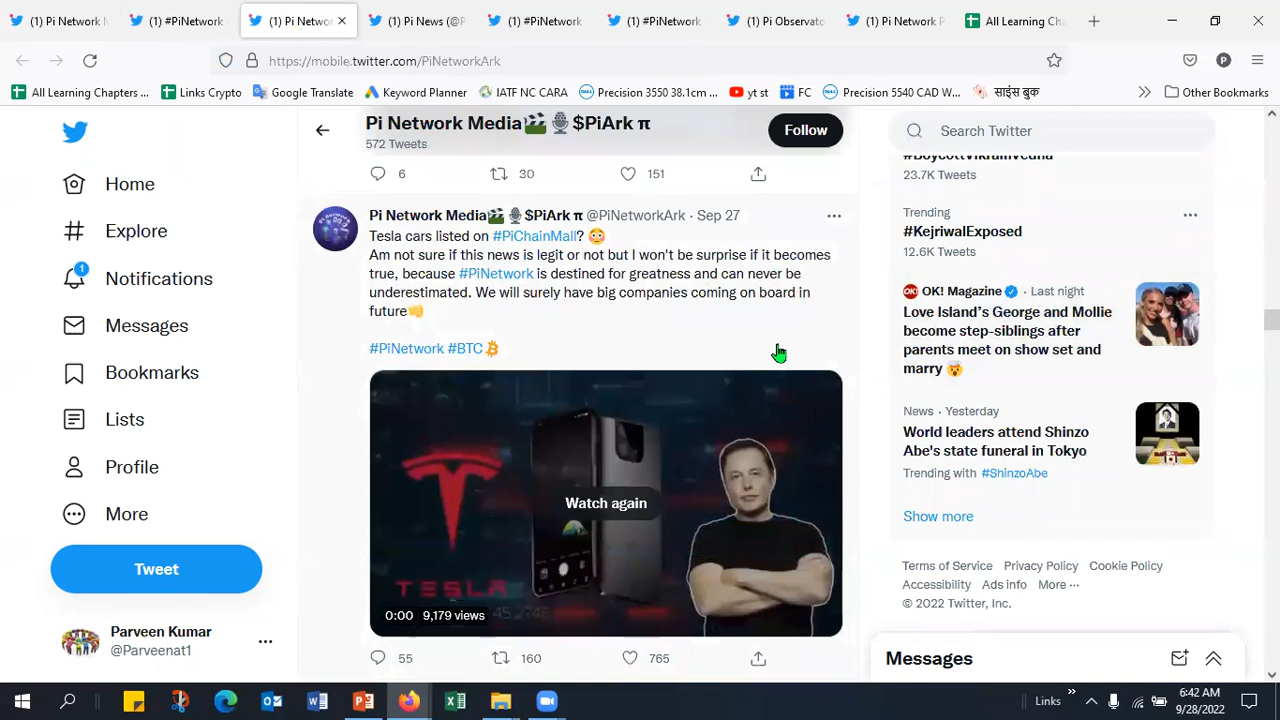 (1) Pi Network M
(1) #PiNetwork
(1) Pi Networ
(1) Pi News (@P
(1) #PiNetwork
(1) #PiNetwork
(1) Pi Observato
(1) Pi Network P
All Learning Cha
https://mobile.twitter.com/PiNetworkArk
P
All Learning Chapters ...
Links Crypto
Google Translate
Keyword Planner
IATF NC CARA
Precision 3550 38.1cm ...
yt st
FC
Precision 5540 CAD W...
साइंस बुक
Other Bookmarks
Home
Explore
1
Notifications
Messages
Bookmarks
Lists
Profile
More
Tweet
Parveen Kumar
@Parveenat1
Pi Network Media🎬🎙$PiArk π
572 Tweets
Follow
6 30 151
Pi Network Media🎬🎙$PiArk π @PiNetworkArk · Sep 27
Tesla cars listed on #PiChainMall? 😳
Am not sure if this news is legit or not but I won't be surprise if it becomes
true, because #PiNetwork is destined for greatness and can never be
underestimated. We will surely have big companies coming on board in
future👊
#PiNetwork #BTC
TESLA
Watch again
0:00 9,179 views
55 160 765
Search Twitter
#BoycottVikramVedha
23.7K Tweets
Trending
#KejriwalExposed
12.6K Tweets
OK! Magazine · Last night
Love Island's George and Mollie
become step-siblings after
parents meet on show set and
marry 🤯
News · Yesterday
World leaders attend Shinzo
Abe's state funeral in Tokyo
Trending with #ShinzoAbe
Show more
Terms of Service Privacy Policy Cookie Policy
Accessibility Ads info More ···
© 2022 Twitter, Inc.
Messages
Links
6:42 AM
9/28/2022